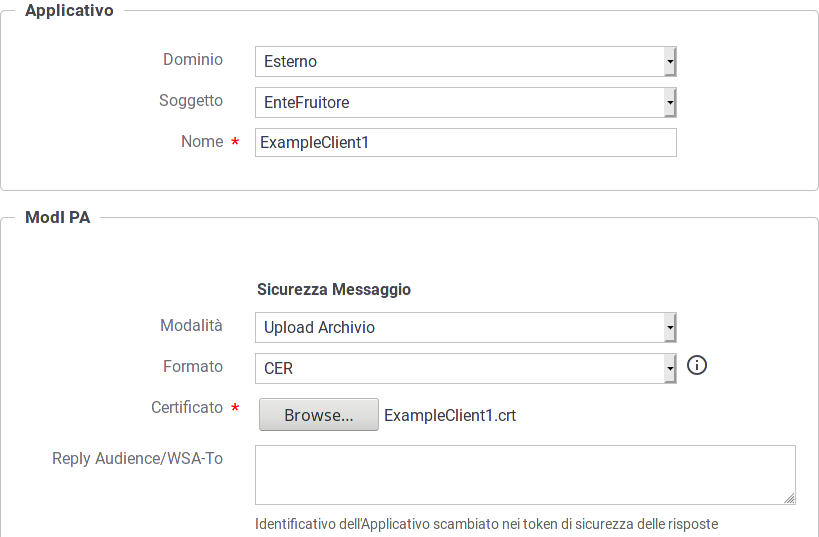 Applicativo
Dominio Esterno
Soggetto EnteFruitore
Nome * ExampleClient1
ModI PA
Sicurezza Messaggio
Modalità Upload Archivio
Formato CER
Certificato * Browse... ExampleClient1.crt
Reply Audience/WSA-To
Identificativo dell'Applicativo scambiato nei token di sicurezza delle risposte